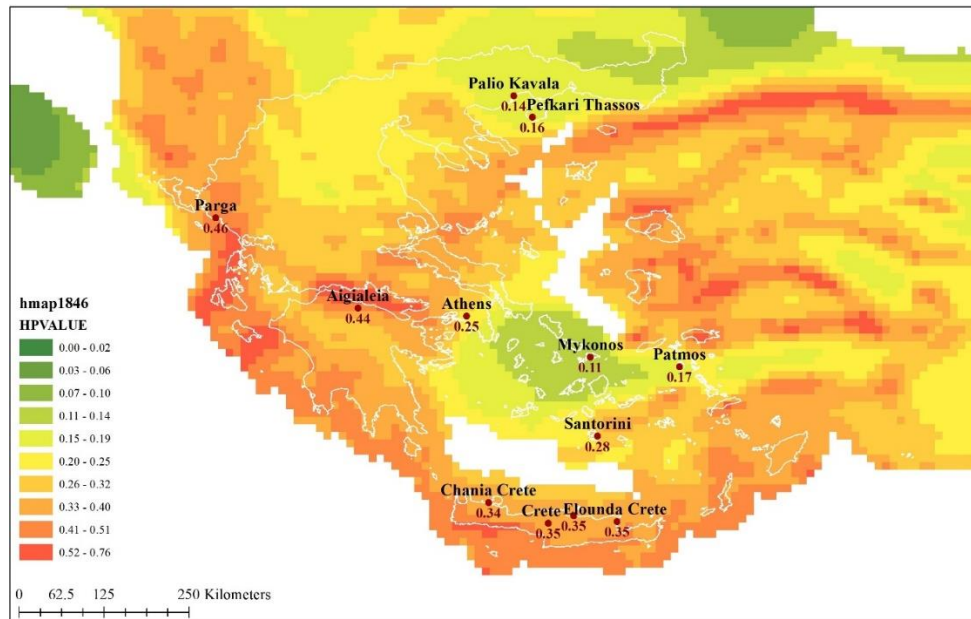 Palio Kavala
0.14
Pefkari Thassos
0.16
Parga
0.46
Aigialeia
0.44
Athens
0.25
Mykonos
0.11
Patmos
0.17
Santorini
0.28
Chania Crete
0.34
Crete
0.35
0.35
Elounda Crete
0.35
hmap1846
HPVALUE
0.00 - 0.02
0.03 - 0.06
0.07 - 0.10
0.11 - 0.14
0.15 - 0.19
0.20 - 0.25
0.26 - 0.32
0.33 - 0.40
0.41 - 0.51
0.52 - 0.76
0 62.5 125 250 Kilometers